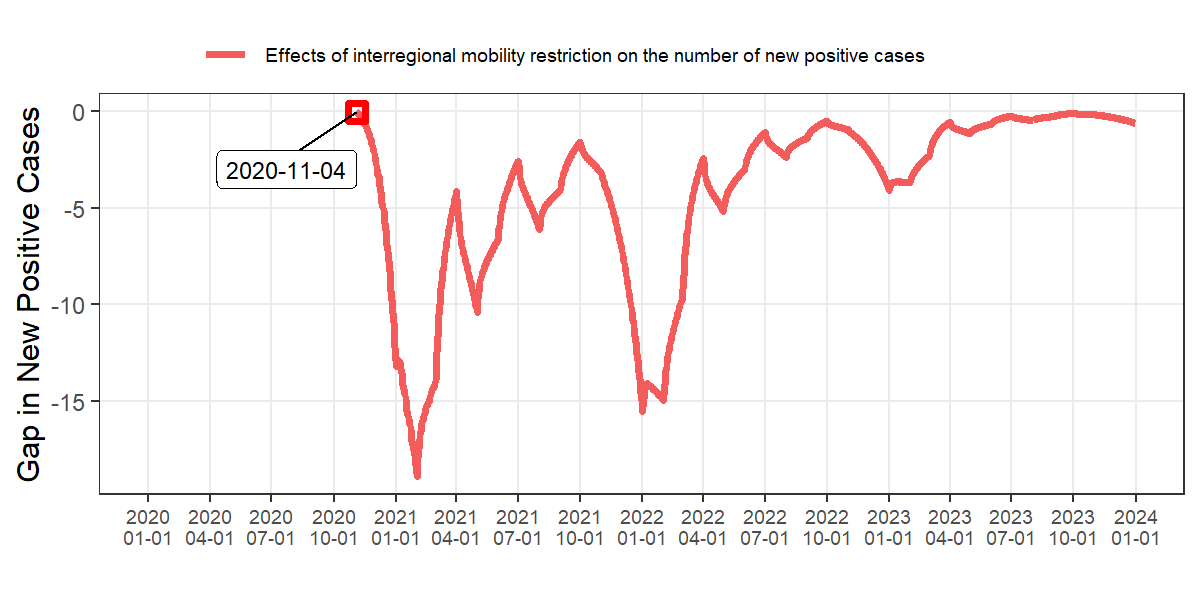 Effects of interregional mobility restriction on the number of new positive cases
Gap in New Positive Cases
0
-5
-10
-15
2020-11-04
2020 2020 2020 2020 2021 2021 2021 2021 2022 2022 2022 2022 2023 2023 2023 2023 2024
01-01 04-01 07-01 10-01 01-01 04-01 07-01 10-01 01-01 04-01 07-01 10-01 01-01 04-01 07-01 10-01 01-01